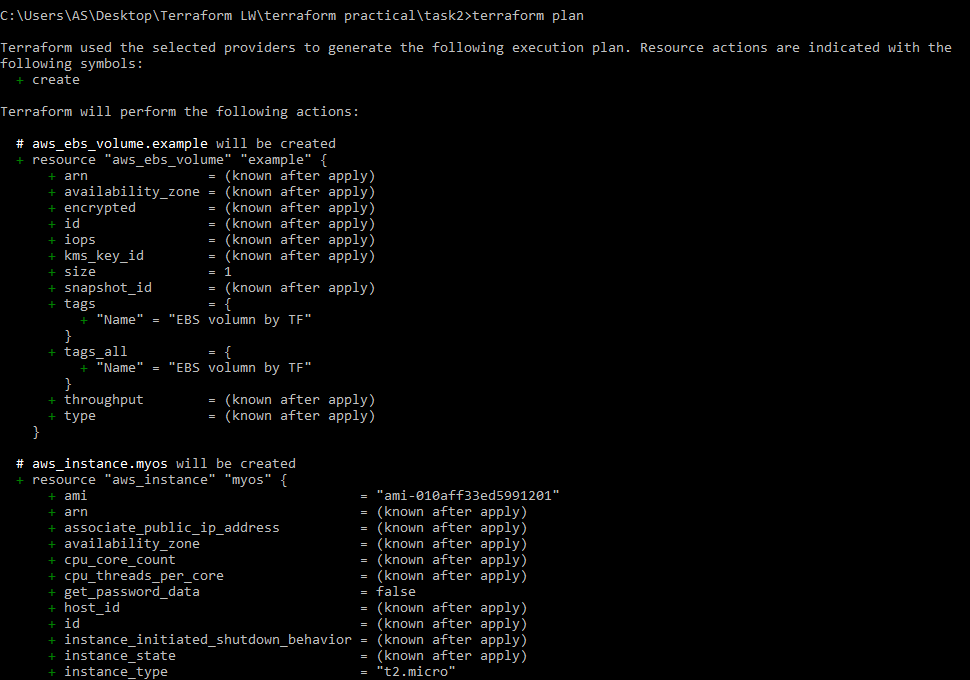 C:\Users\AS\Desktop\Terraform LW\terraform practical\task2>terraform plan
Terraform used the selected providers to generate the following execution plan. Resource actions are indicated with the
following symbols:
  + create
Terraform will perform the following actions:
  # aws_ebs_volume.example will be created
  + resource "aws_ebs_volume" "example" {
      + arn               = (known after apply)
      + availability_zone = (known after apply)
      + encrypted         = (known after apply)
      + id                = (known after apply)
      + iops              = (known after apply)
      + kms_key_id        = (known after apply)
      + size              = 1
      + snapshot_id       = (known after apply)
      + tags              = {
          + "Name" = "EBS volumn by TF"
        }
      + tags_all          = {
          + "Name" = "EBS volumn by TF"
        }
      + throughput        = (known after apply)
      + type              = (known after apply)
    }
  # aws_instance.myos will be created
  + resource "aws_instance" "myos" {
      + ami                                  = "ami-010aff33ed5991201"
      + arn                                  = (known after apply)
      + associate_public_ip_address          = (known after apply)
      + availability_zone                    = (known after apply)
      + cpu_core_count                       = (known after apply)
      + cpu_threads_per_core                 = (known after apply)
      + get_password_data                    = false
      + host_id                              = (known after apply)
      + id                                   = (known after apply)
      + instance_initiated_shutdown_behavior = (known after apply)
      + instance_state                       = (known after apply)
      + instance_type                        = "t2.micro"